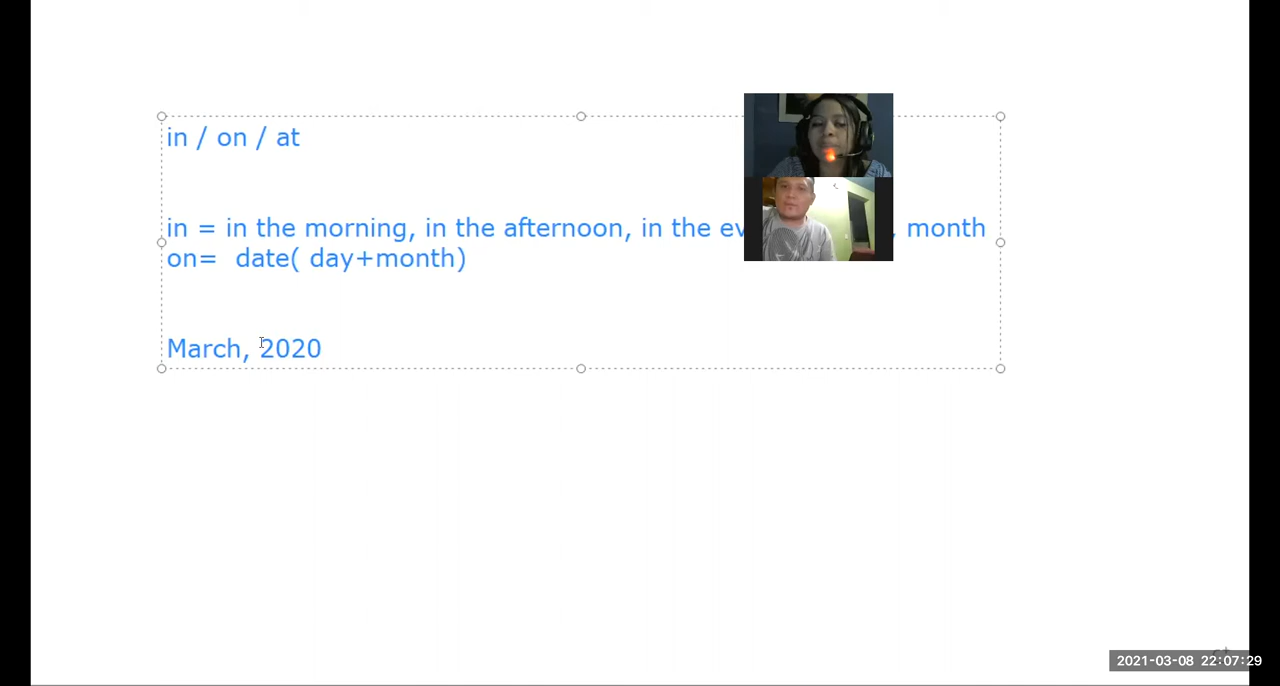 in / on / at
in = in the morning, in the afternoon, in the , month
on= date( day+month)
March, 2020
2021-03-08 22:07:29